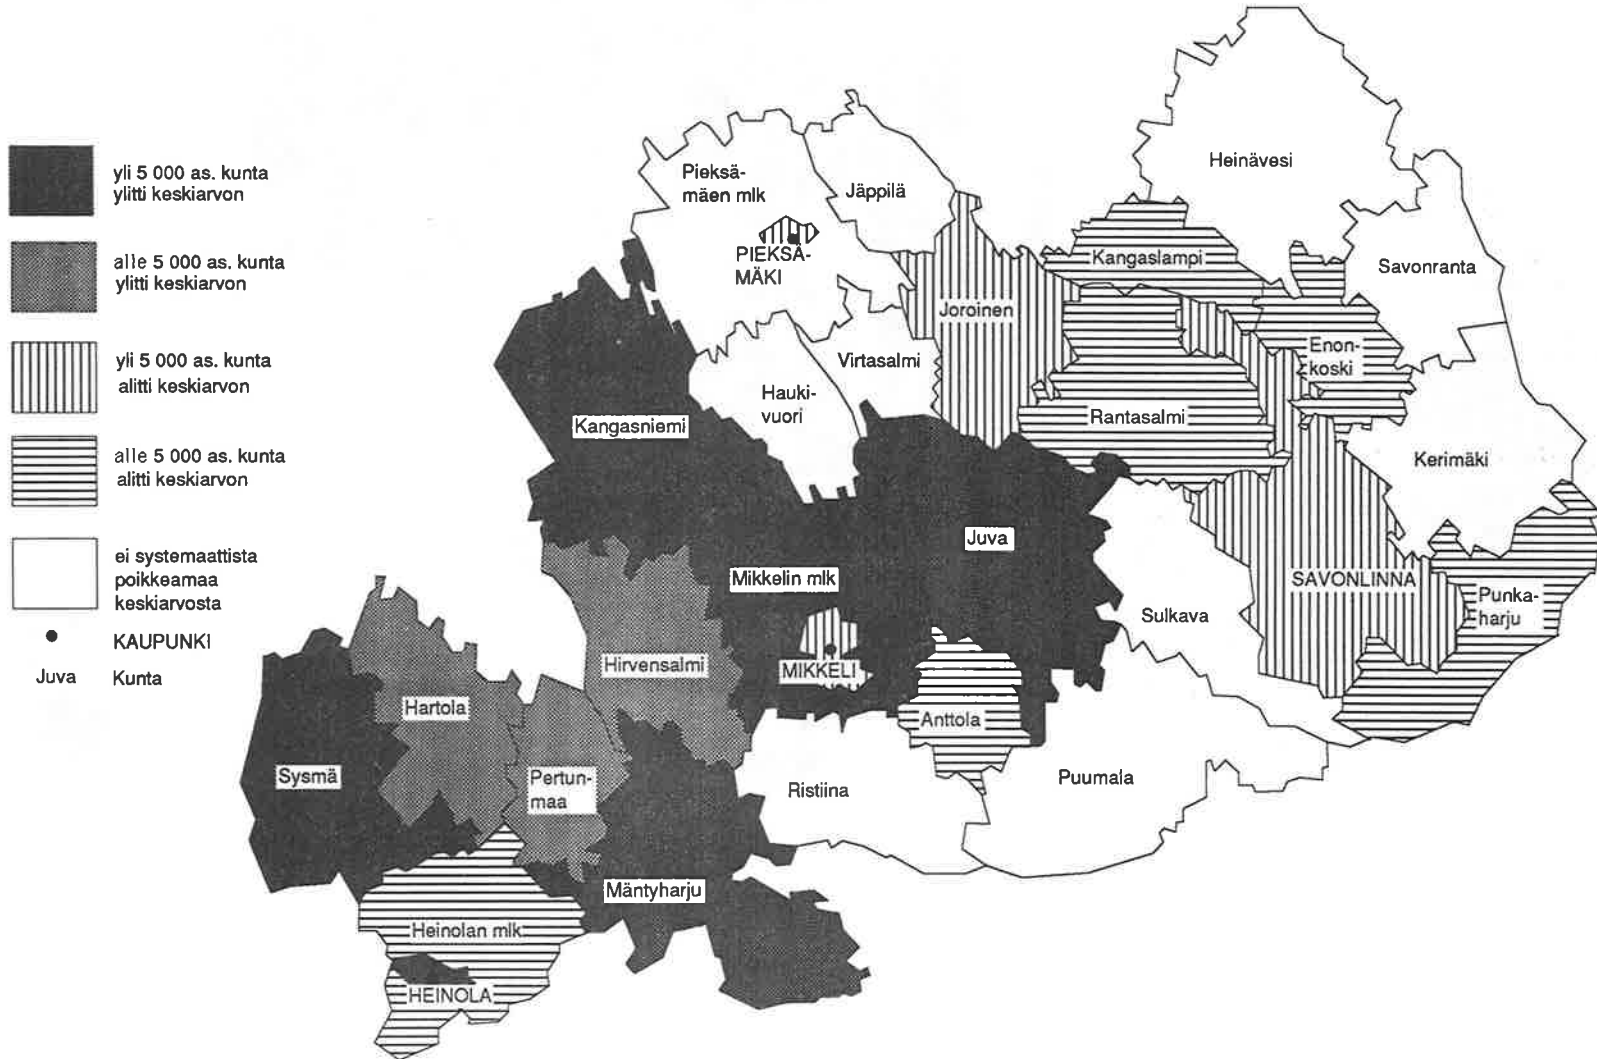 yli 5 000 as. kunta
ylitti keskiarvon
alle 5 000 as. kunta
ylitti keskiarvon
yli 5 000 as. kunta
alitti keskiarvon
alle 5 000 as. kunta
alitti keskiarvon
ei systemaattista
poikkeamaa
keskiarvosta
KAUPUNKI
Juva Kunta
Heinävesi
Pieksä-
mäen mlk
Jäppilä
PIEKSÄ-
MÄKI
Kangaslampi
Savonranta
Joroinen
Virtasalmi
Enon-
koski
Hauki-
vuori
Rantasalmi
Kangasniemi
Kerimäki
Juva
Mikkelin mlk
SAVONLINNA
Punka-
harju
Sulkava
Hirvensalmi
MIKKELI
Hartola
Anttola
Sysmä
Pertun-
maa
Ristiina
Puumala
Mäntyharju
Heinolan mlk
HEINOLA